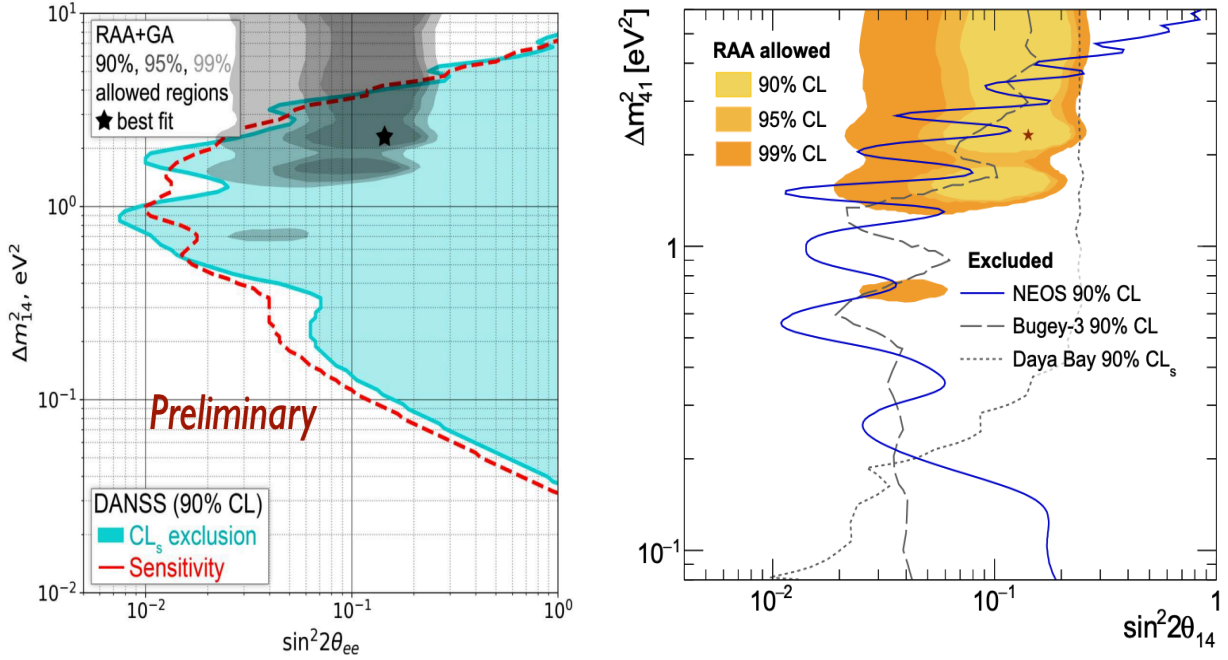 RAA+GA
90%, 95%, 99%
allowed regions
★ best fit
10¹
10⁰
10⁻¹
10⁻²
Δm²₁₄, eV²
Preliminary
DANSS (90% CL)
CLₛ exclusion
Sensitivity
10⁻² 10⁻¹ 10⁰
sin²2θₑₑ
Δm²₄₁ [eV²]
RAA allowed
90% CL
95% CL
99% CL
1
10⁻¹
Excluded
NEOS 90% CL
Bugey-3 90% CL
Daya Bay 90% CLₛ
10⁻² 10⁻¹ 1
sin²2θ₁₄